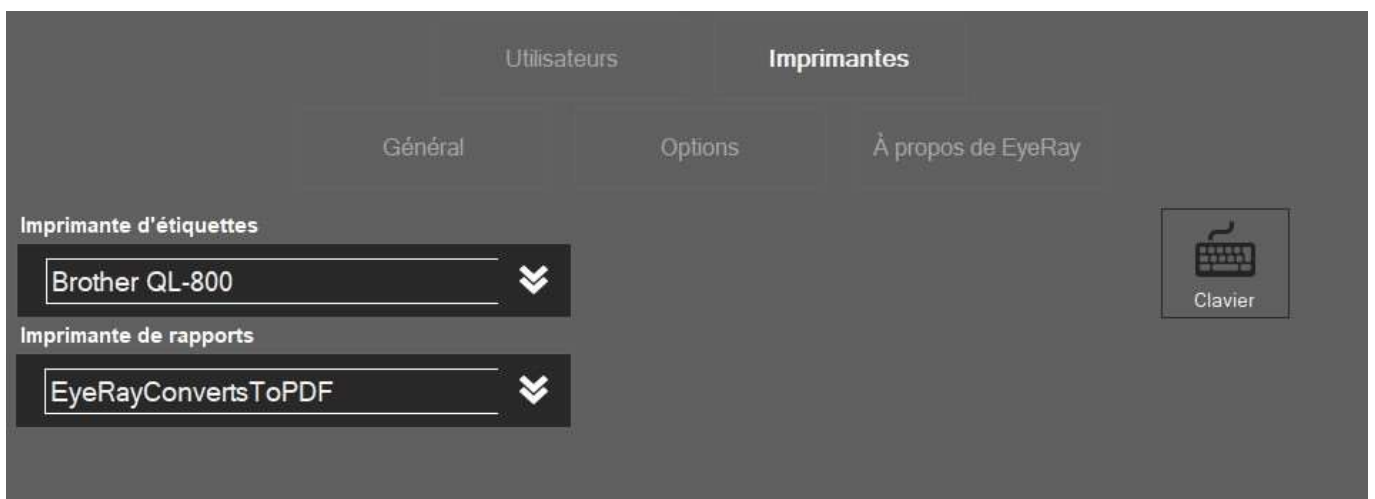 Utilisateurs
Imprimantes
Général
Options
À propos de EyeRay
Imprimante d'étiquettes
Brother QL-800
Clavier
Imprimante de rapports
EyeRayConvertsToPDF